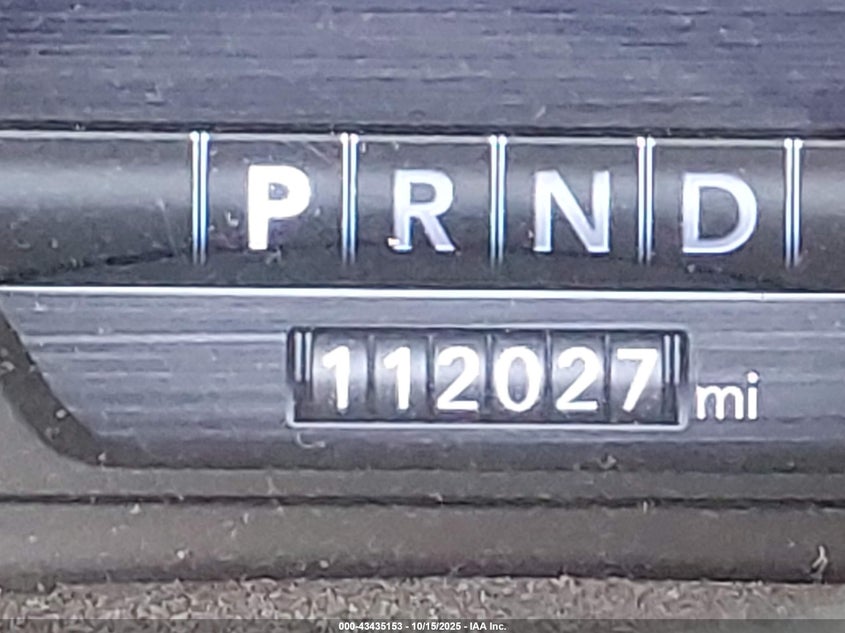 P R N D
112027 mi
000-43435153 - 10/15/2025 - IAA Inc.